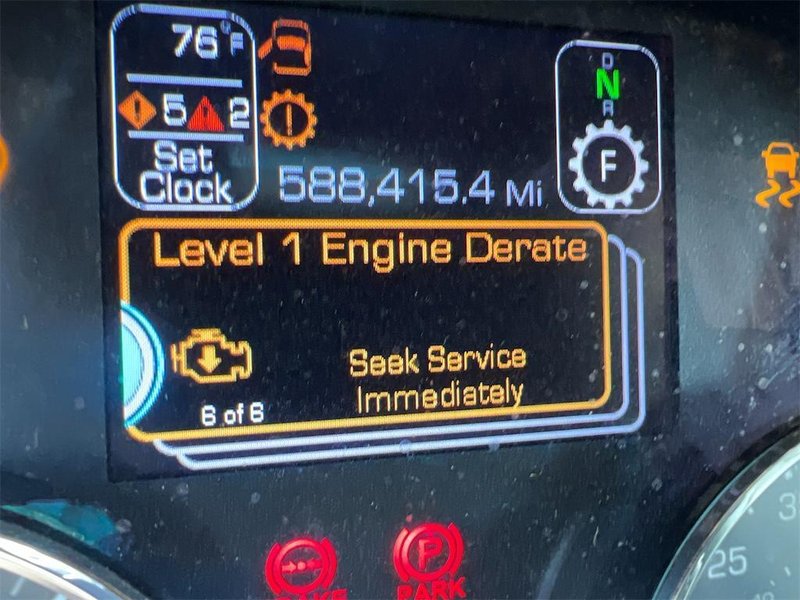 76°F
5 2
Set
Clock
588,415.4 Mi
D
N
R
F
Level 1 Engine Derate
Seek Service
Immediately
6 of 6
P
PARK
25